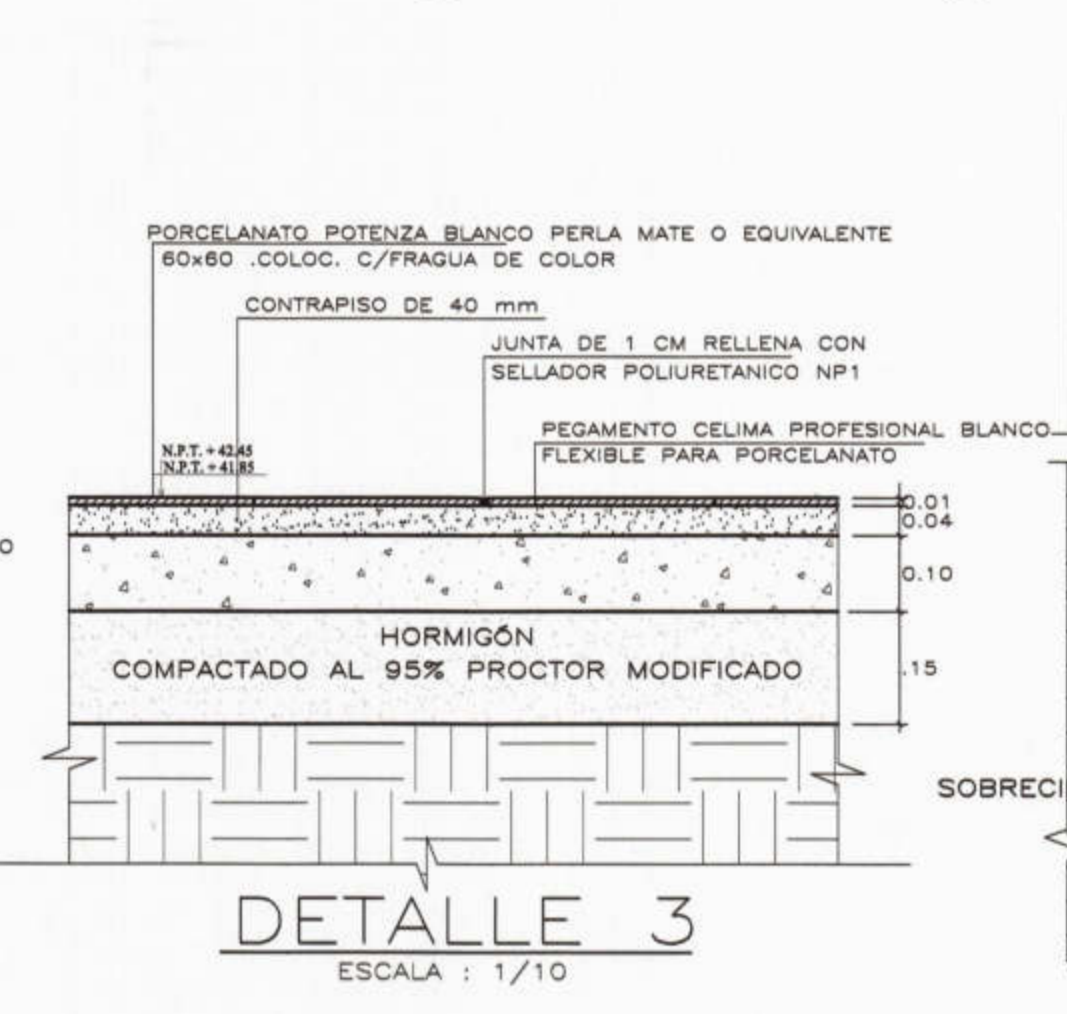 PORCELANATO POTENZA BLANCO PERLA MATE O EQUIVALENTE
60x60 .COLOC. C/FRAGUA DE COLOR
CONTRAPISO DE 40 mm
JUNTA DE 1 CM RELLENA CON
SELLADOR POLIURETANICO NP1
PEGAMENTO CELIMA PROFESIONAL BLANCO
FLEXIBLE PARA PORCELANATO
N.P.T. + 42.45
N.P.T. + 41.85
0.01
0.04
O
0.10
HORMIGÓN
COMPACTADO AL 95% PROCTOR MODIFICADO
.15
SOBRECI
DETALLE 3
ESCALA : 1/10